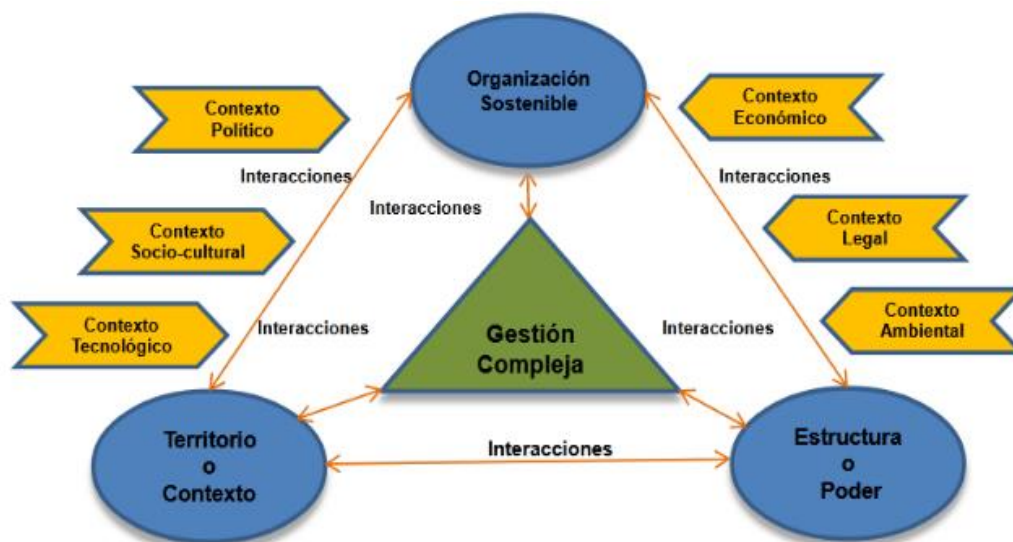 Organización
Sostenible
Contexto
Político
Contexto
Económico
Interacciones
Interacciones
Interacciones
Contexto
Socio-cultural
Contexto
Legal
Contexto
Tecnológico
Interacciones
Gestión
Compleja
Interacciones
Contexto
Ambiental
Territorio
o
Contexto
Interacciones
Estructura
o
Poder